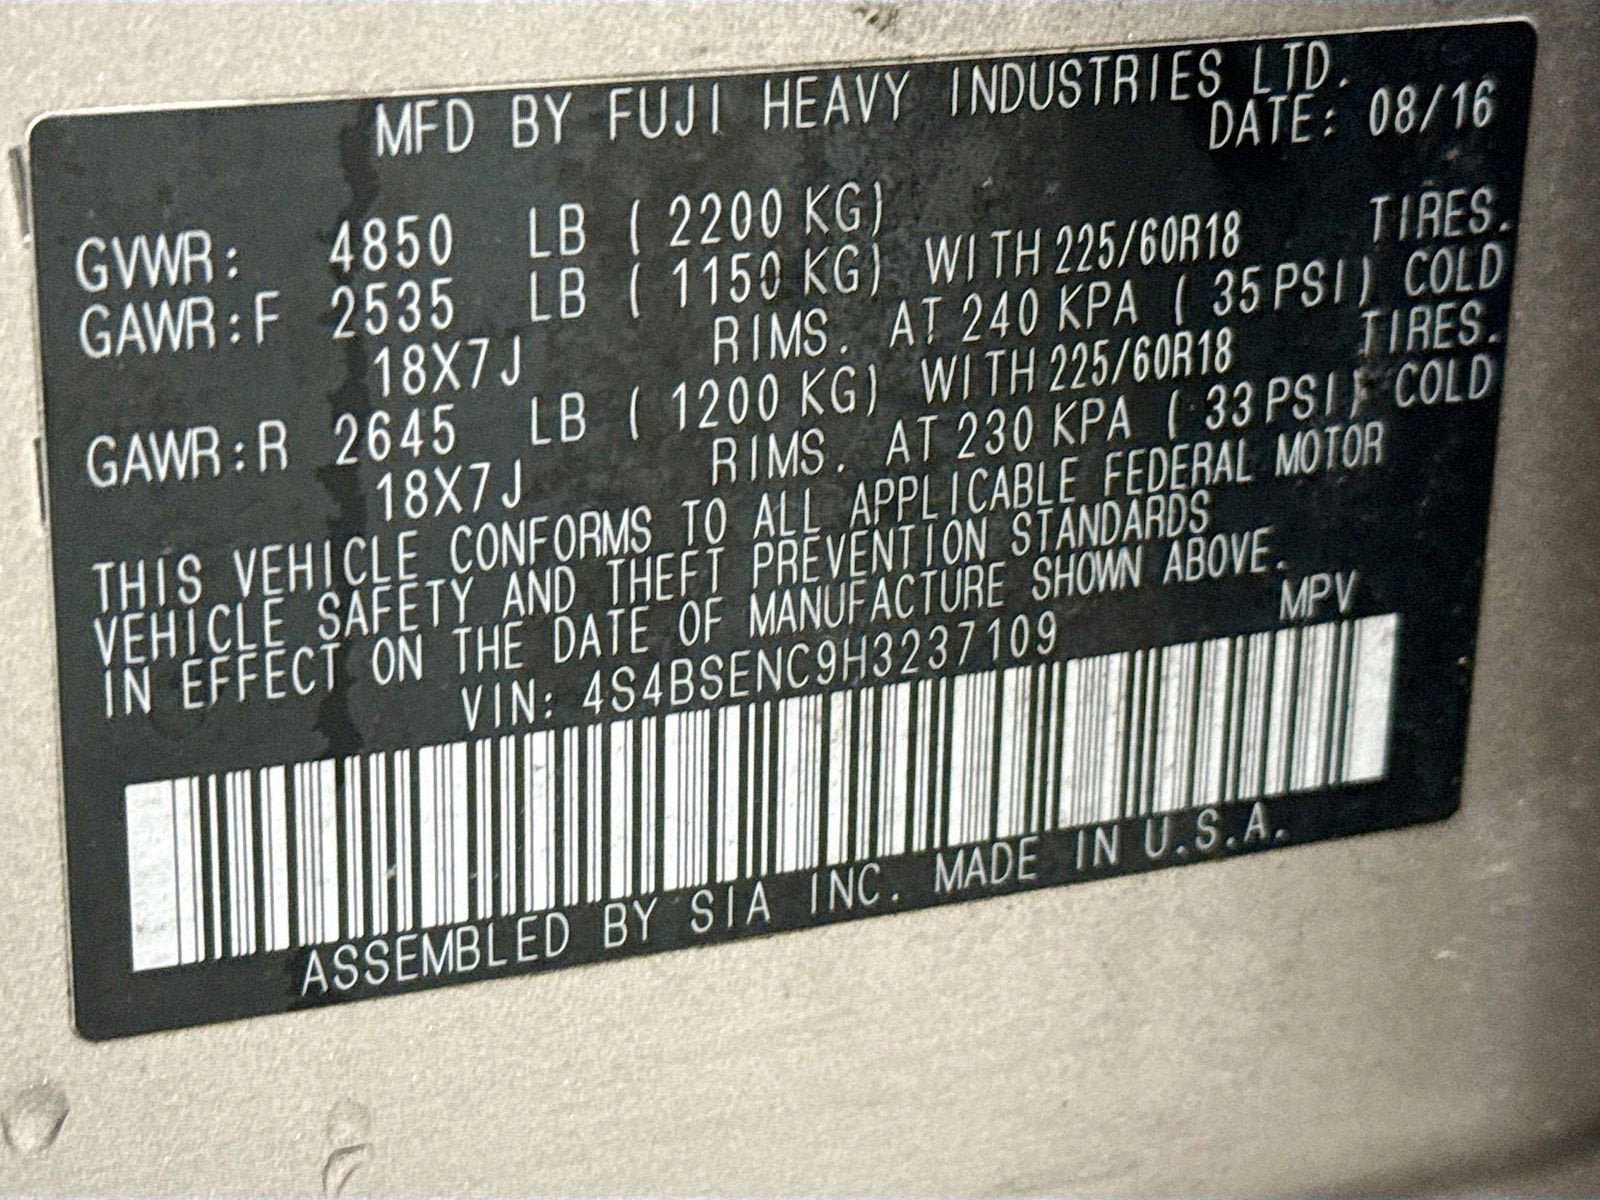 MFD BY FUJI HEAVY INDUSTRIES LTD.
DATE: 08/16
GVWR: 4850 LB ( 2200 KG)
GAWR:F 2535 LB ( 1150 KG) WITH 225/60R18 TIRES.
18X7J RIMS. AT 240 KPA ( 35 PSI) COLD
GAWR:R 2645 LB ( 1200 KG) WITH 225/60R18 TIRES.
18X7J RIMS. AT 230 KPA ( 33 PSI) COLD
THIS VEHICLE CONFORMS TO ALL APPLICABLE FEDERAL MOTOR
VEHICLE SAFETY AND THEFT PREVENTION STANDARDS
IN EFFECT ON THE DATE OF MANUFACTURE SHOWN ABOVE.
VIN: 4S4BSENC9H3237109 MPV
ASSEMBLED BY SIA INC. MADE IN U.S.A.